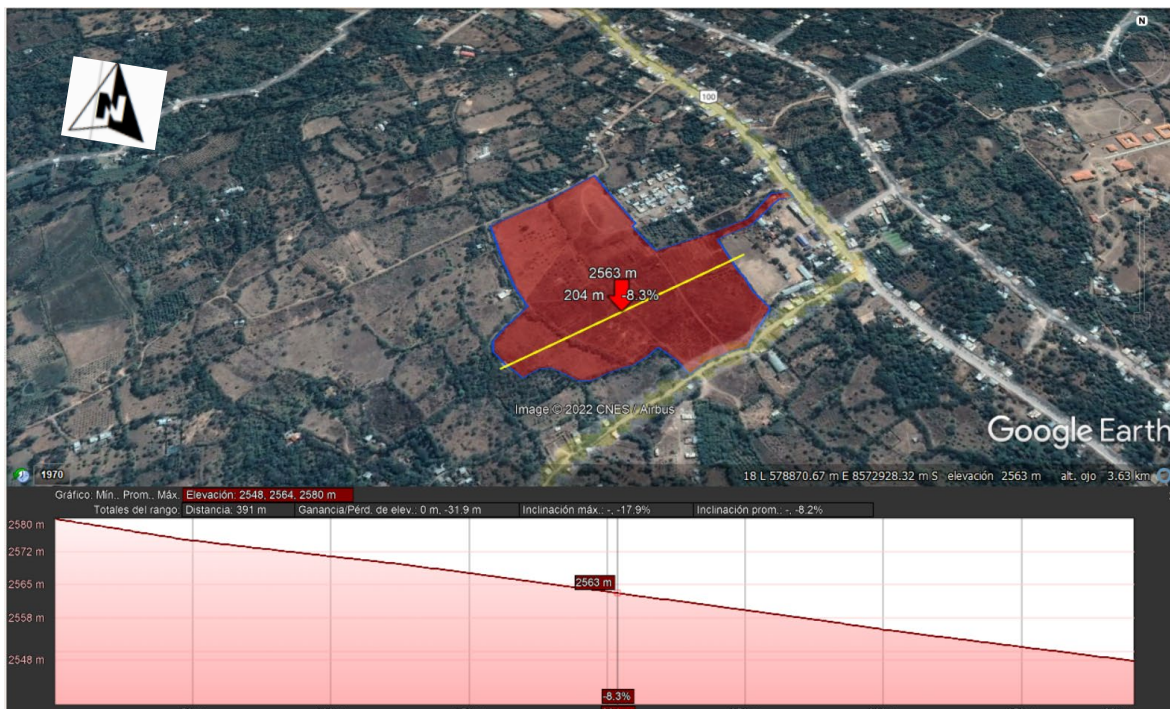 N
N
100
2563 m
204 m -8.3%
Image © 2022 CNES / Airbus
Google Earth
1970
18 L 578870.67 m E 8572928.32 m S elevación 2563 m alt. ojo 3.63 km
Gráfico: Mín., Prom., Máx. Elevación: 2548, 2564, 2580 m
Totales del rango: Distancia: 391 m Ganancia/Pérd. de elev.: 0 m, -31.9 m Inclinación máx.: -, -17.9% Inclinación prom.: -, -8.2%
2580 m
2572 m
2565 m
2563 m
2558 m
2548 m
-8.3%